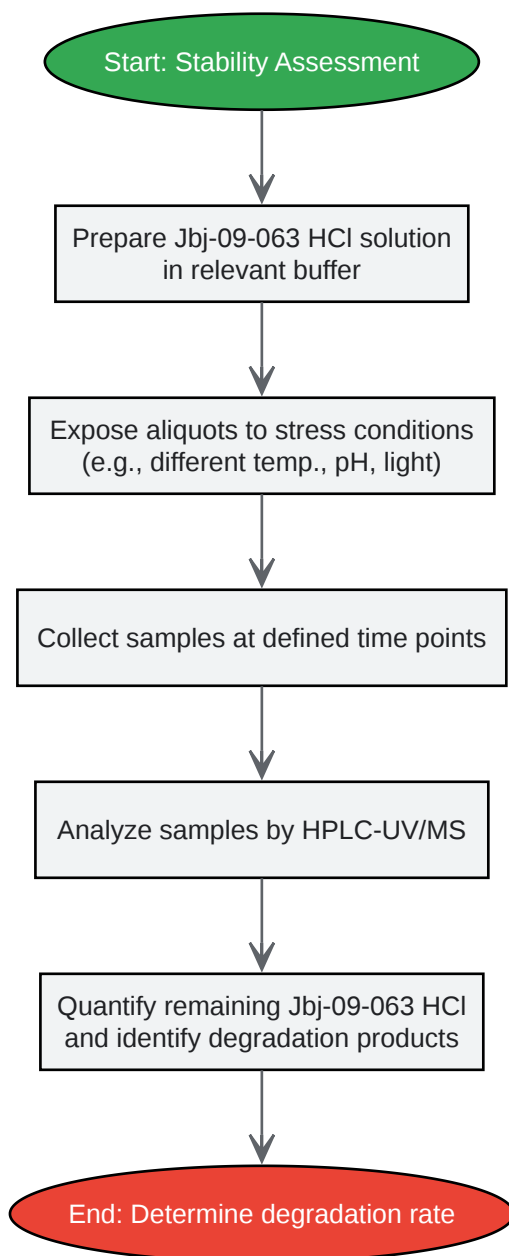 Start: Stability Assessment
Prepare Jbj-09-063 HCl solution
in relevant buffer
Expose aliquots to stress conditions
(e.g., different temp., pH, light)
Collect samples at defined time points
Analyze samples by HPLC-UV/MS
Quantify remaining Jbj-09-063 HCl
and identify degradation products
End: Determine degradation rate